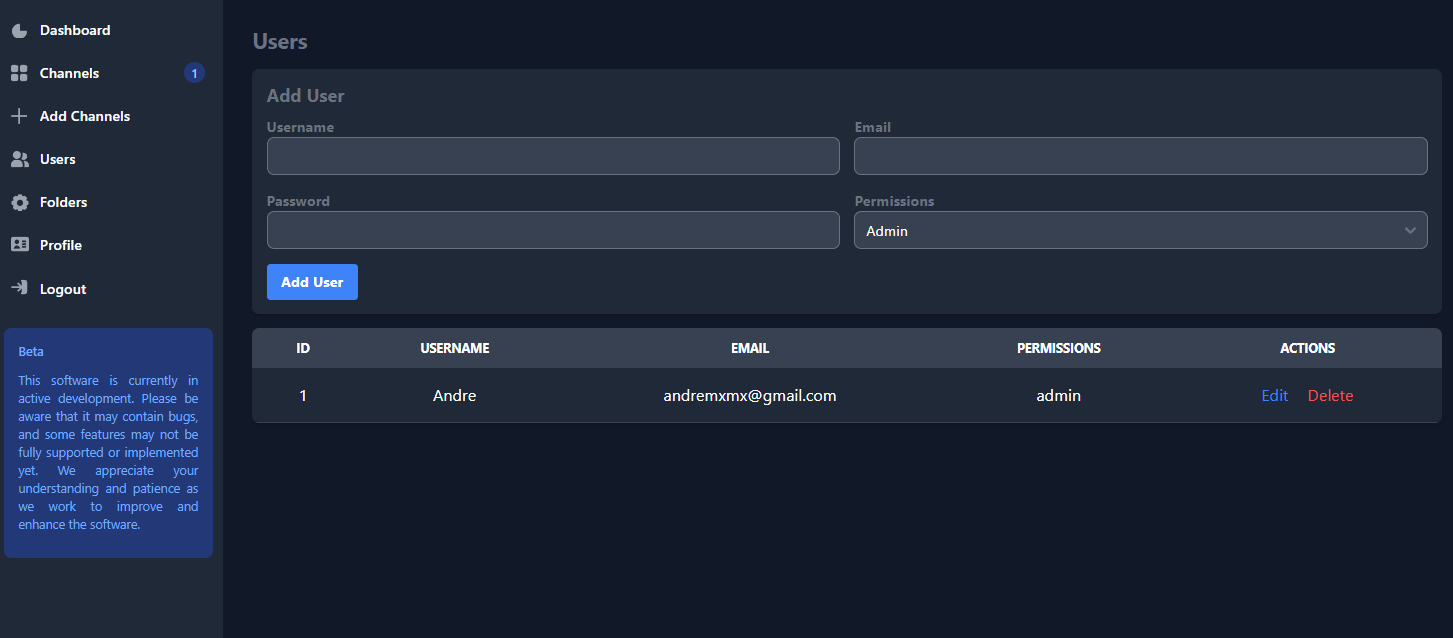 Dashboard
Channels 1
Add Channels
Users
Folders
Profile
Logout
Beta
This software is currently in
active development. Please be
aware that it may contain bugs,
and some features may not be
fully supported or implemented
yet. We appreciate your
understanding and patience as
we work to improve and
enhance the software.
Users
Add User
Username Email
Password Permissions
Admin
Add User
ID USERNAME EMAIL PERMISSIONS ACTIONS
1 Andre andremxmx@gmail.com admin Edit Delete